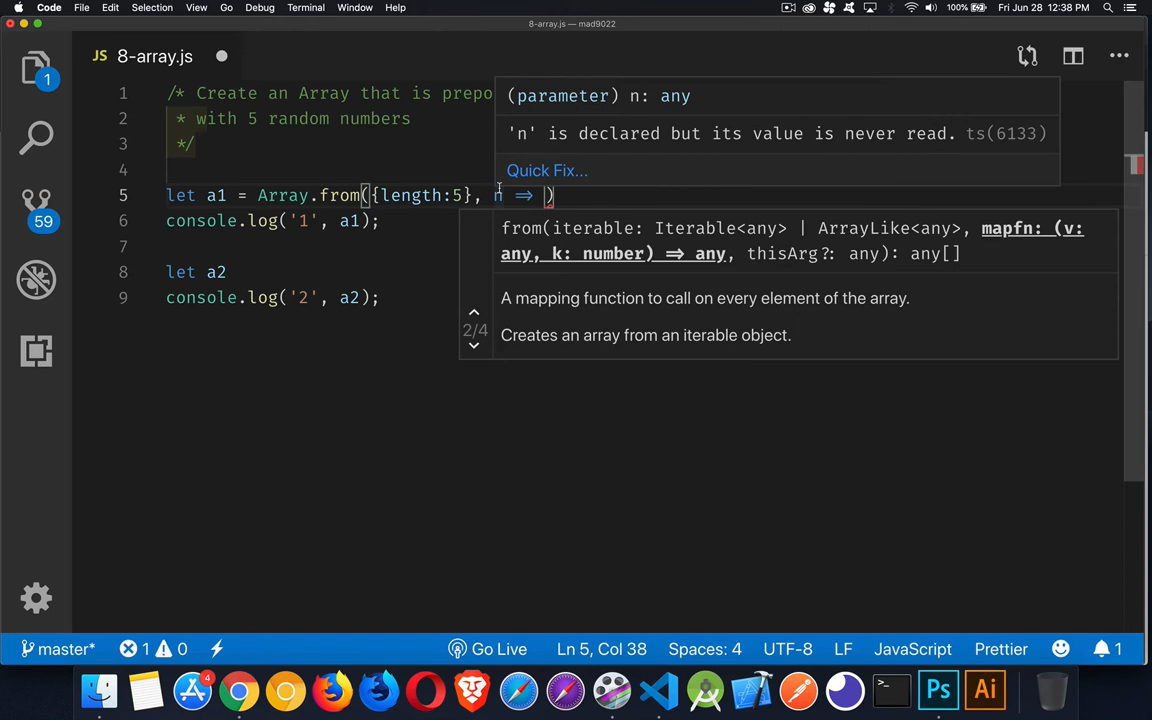 Code File Edit Selection View Go Debug Terminal Window Help 100% Fri Jun 28 12:38 PM
8-array.js — mad9022
JS 8-array.js
1 /* Create an Array that is prepo
2 * with 5 random numbers
3 */
4
5 let a1 = Array.from({length:5}, n => )
6 console.log('1', a1);
7
8 let a2
9 console.log('2', a2);
(parameter) n: any
'n' is declared but its value is never read. ts(6133)
Quick Fix...
from(iterable: Iterable<any> | ArrayLike<any>, mapfn: (v:
any, k: number) => any, thisArg?: any): any[]
2/4
A mapping function to call on every element of the array.
Creates an array from an iterable object.
1
59
master* 1 0 Go Live Ln 5, Col 38 Spaces: 4 UTF-8 LF JavaScript Prettier 1
4
>_
Ps
Ai